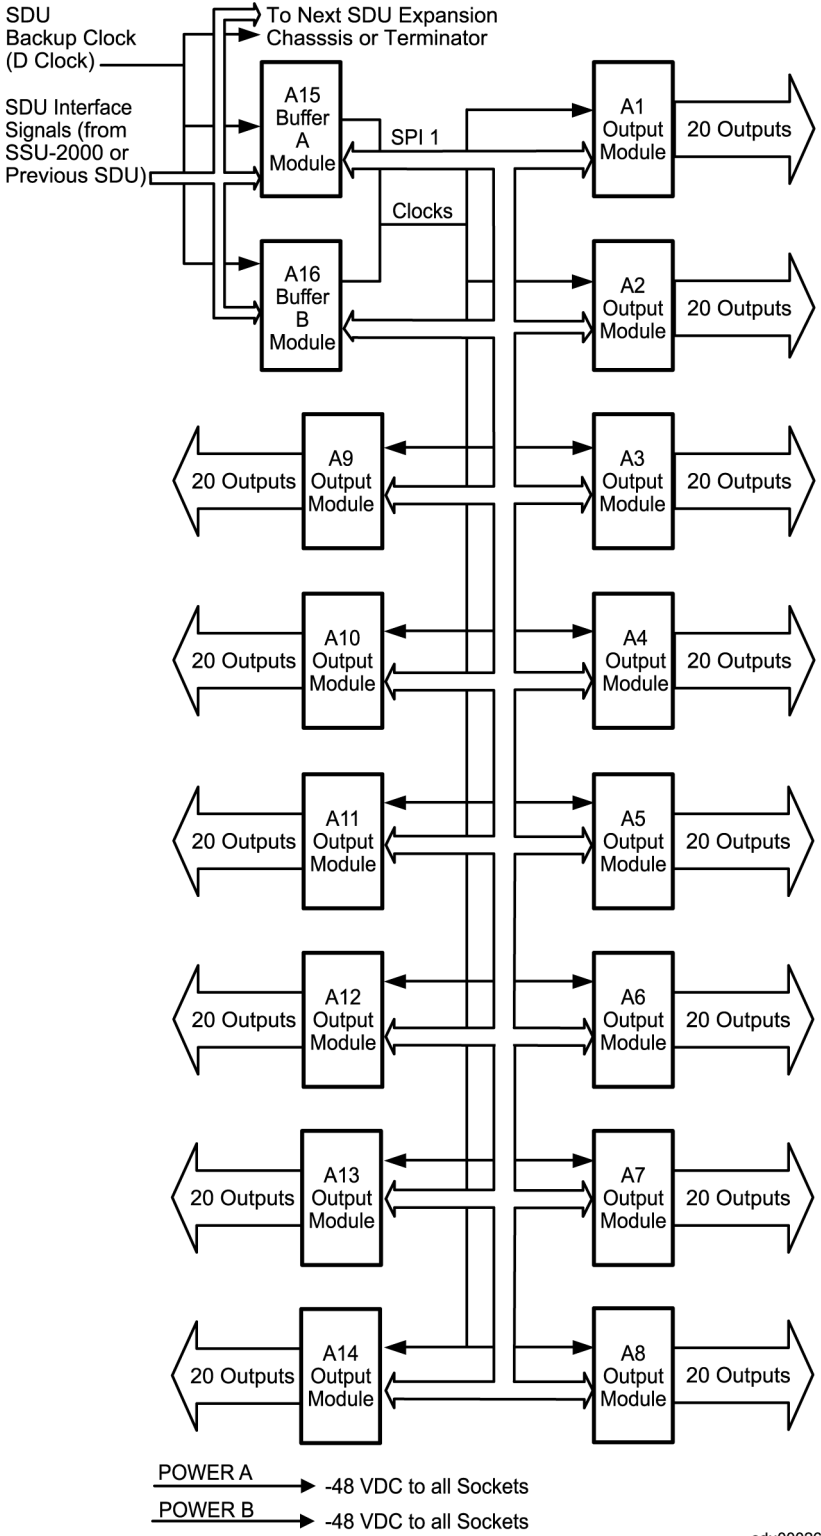 SDU
Backup Clock
(D Clock)
To Next SDU Expansion
Chasssis or Terminator
SDU Interface
Signals (from
SSU-2000 or
Previous SDU)
A15
Buffer
A
Module
SPI 1
A1
Output
Module
20 Outputs
Clocks
A16
Buffer
B
Module
A2
Output
Module
20 Outputs
20 Outputs
A9
Output
Module
A3
Output
Module
20 Outputs
20 Outputs
A10
Output
Module
A4
Output
Module
20 Outputs
20 Outputs
A11
Output
Module
A5
Output
Module
20 Outputs
20 Outputs
A12
Output
Module
A6
Output
Module
20 Outputs
20 Outputs
A13
Output
Module
A7
Output
Module
20 Outputs
20 Outputs
A14
Output
Module
A8
Output
Module
20 Outputs
POWER A
-48 VDC to all Sockets
POWER B
-48 VDC to all Sockets